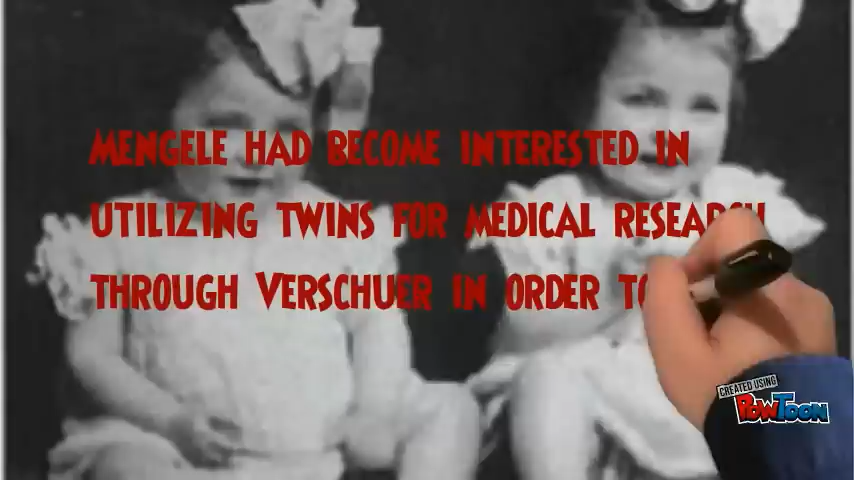 MENGELE HAD BECOME INTERESTED IN
UTILIZING TWINS FOR MEDICAL RESEARCH
THROUGH VERSCHUER IN ORDER TO
CREATED USING
POWTOON